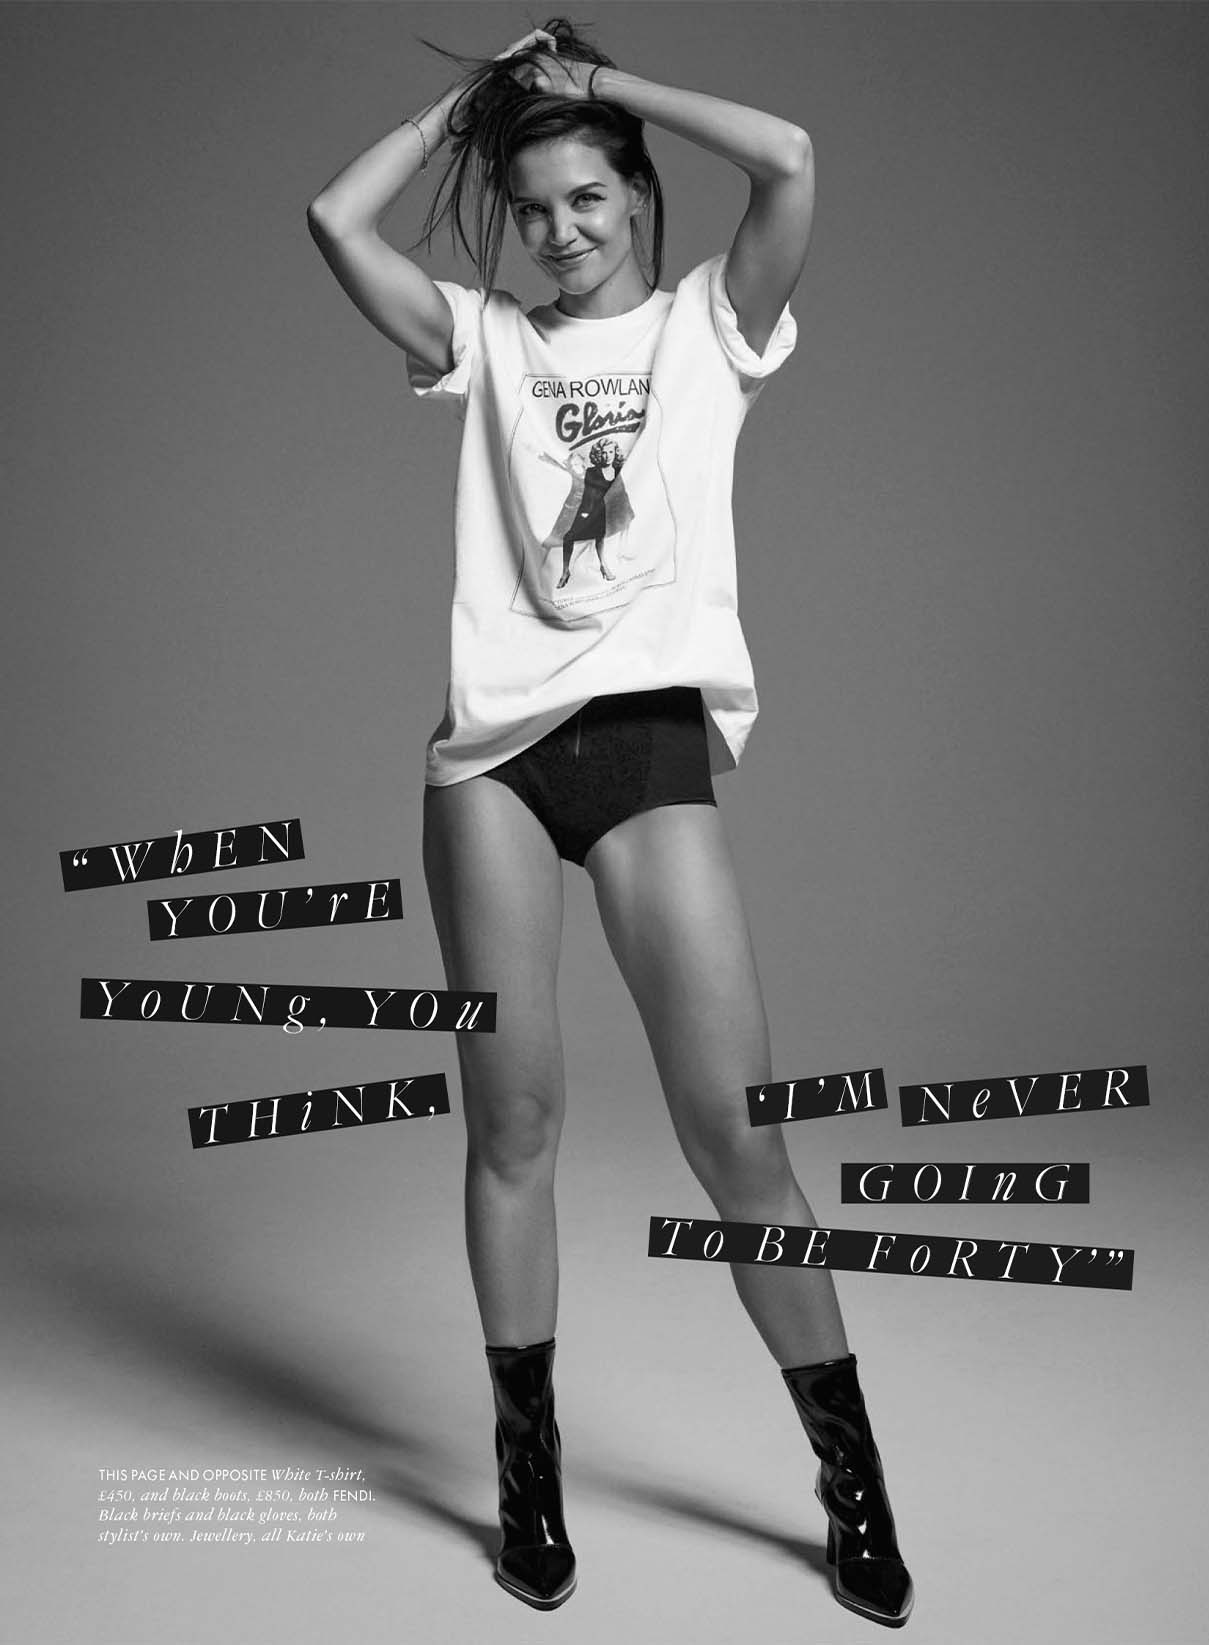 GENA ROWLAN
Gloria
“WhEN
YOU’rE
YoUNg, YOu
THiNK,
‘I’M NeVER
GOInG
To BE FoRTY’”
THIS PAGE AND OPPOSITE White T-shirt,
£450, and black boots, £850, both FENDI.
Black briefs and black gloves, both
stylist’s own. Jewellery, all Katie’s own